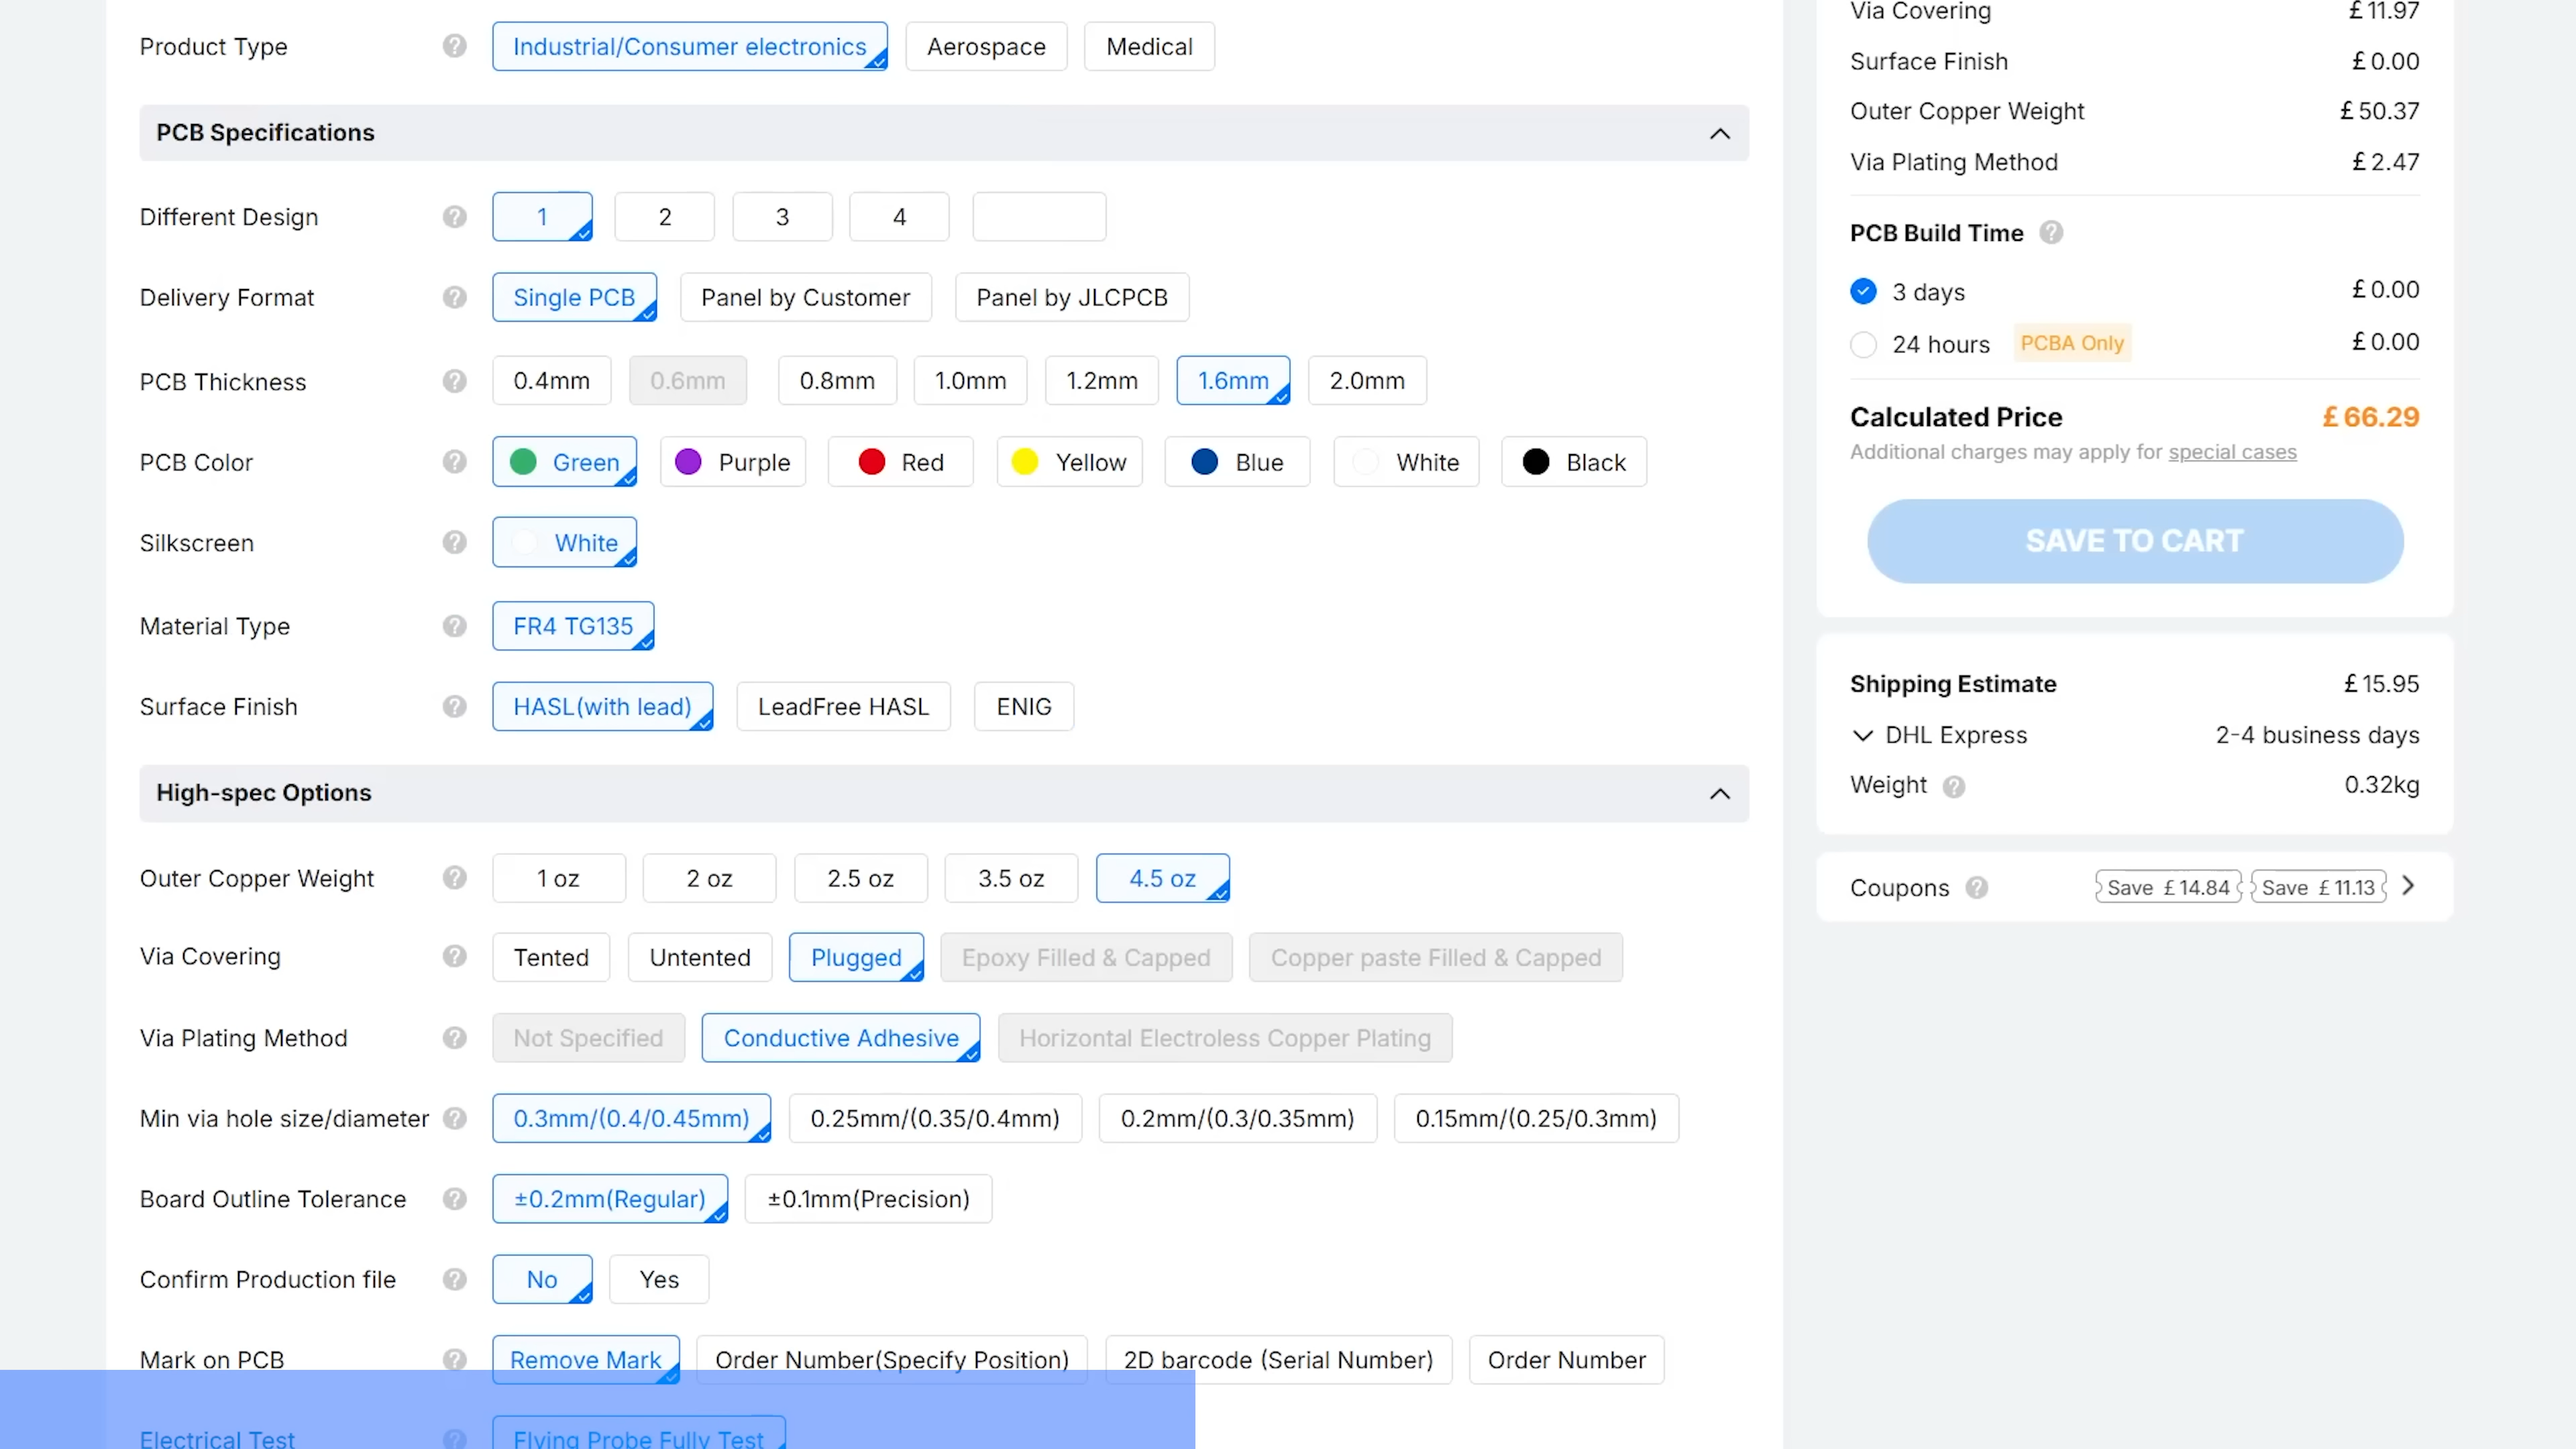 Product Type ? Industrial/Consumer electronics Aerospace Medical
PCB Specifications
Different Design ? 1 2 3 4
Delivery Format ? Single PCB Panel by Customer Panel by JLCPCB
PCB Thickness ? 0.4mm 0.6mm 0.8mm 1.0mm 1.2mm 1.6mm 2.0mm
PCB Color ? Green Purple Red Yellow Blue White Black
Silkscreen ? White
Material Type ? FR4 TG135
Surface Finish ? HASL(with lead) LeadFree HASL ENIG
High-spec Options
Outer Copper Weight ? 1 oz 2 oz 2.5 oz 3.5 oz 4.5 oz
Via Covering ? Tented Untented Plugged Epoxy Filled & Capped Copper paste Filled & Capped
Via Plating Method ? Not Specified Conductive Adhesive Horizontal Electroless Copper Plating
Min via hole size/diameter ? 0.3mm/(0.4/0.45mm) 0.25mm/(0.35/0.4mm) 0.2mm/(0.3/0.35mm) 0.15mm/(0.25/0.3mm)
Board Outline Tolerance ? ±0.2mm(Regular) ±0.1mm(Precision)
Confirm Production file ? No Yes
Mark on PCB ? Remove Mark Order Number(Specify Position) 2D barcode (Serial Number) Order Number
Electrical Test ? Flying Probe Fully Test
Via Covering £11.97
Surface Finish £0.00
Outer Copper Weight £50.37
Via Plating Method £2.47
PCB Build Time ?
3 days £0.00
24 hours PCBA Only £0.00
Calculated Price £66.29
Additional charges may apply for special cases
SAVE TO CART
Shipping Estimate £15.95
DHL Express 2-4 business days
Weight ? 0.32kg
Coupons ? Save £14.84 Save £11.13